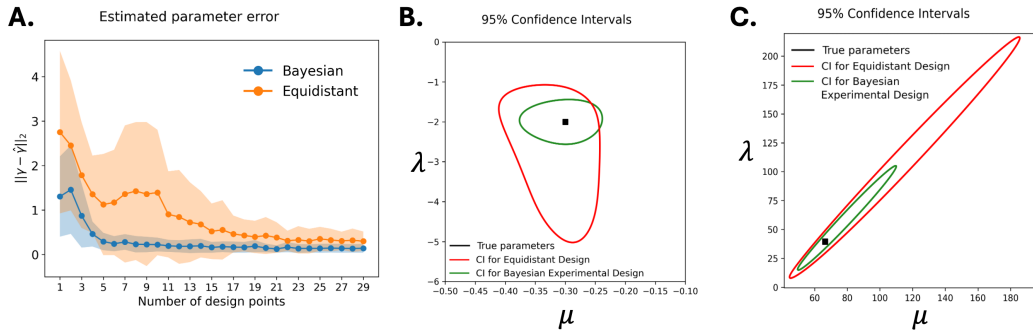 A.
Estimated parameter error
||γ - γ̂||₂
4
3
2
1
0
Bayesian
Equidistant
1 3 5 7 9 11 13 15 17 19 21 23 25 27 29
Number of design points
B.
95% Confidence Intervals
λ
0
−1
−2
−3
−4
−5
−6
True parameters
CI for Equidistant Design
CI for Bayesian Experimental Design
−0.50 −0.45 −0.40 −0.35 −0.30 −0.25 −0.20 −0.15 −0.10
μ
C.
95% Confidence Intervals
λ
200
175
150
125
100
75
50
25
0
True parameters
CI for Equidistant Design
CI for Bayesian
Experimental Design
60 80 100 120 140 160 180
μ